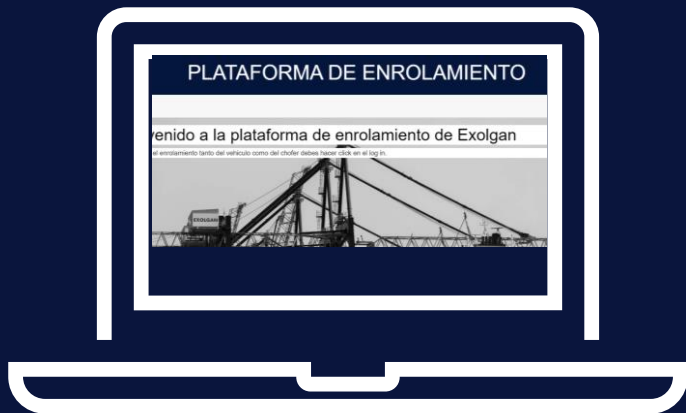 PLATAFORMA DE ENROLAMIENTO
venido a la plataforma de enrolamiento de Exolgan
el enrolamiento tanto del vehículo como del chofer debes hacer click en el log in.
EXOLGAN